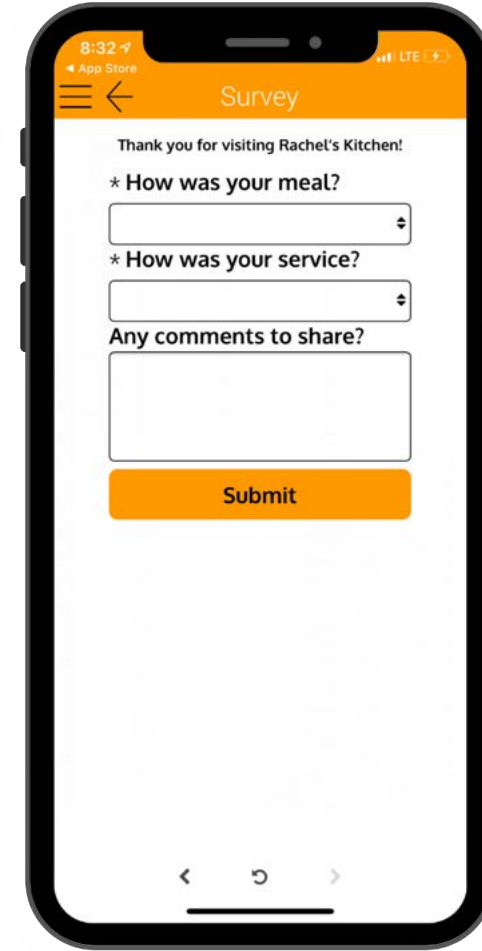 8:32
◀ App Store
LTE
Survey
Thank you for visiting Rachel's Kitchen!
* How was your meal?
* How was your service?
Any comments to share?
Submit